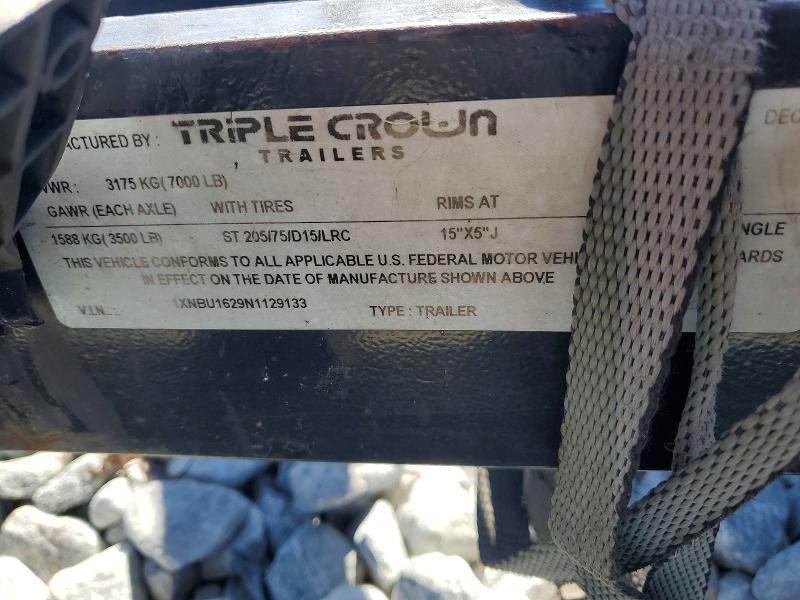 ACTURED BY : TRIPLE CROWN DEC
TRAILERS
VWR : 3175 KG(7000 LB)
GAWR (EACH AXLE) WITH TIRES RIMS AT
1588 KG(3500 LB) ST 205/75/D15/LRC 15"X5"J NGLE
THIS VEHICLE CONFORMS TO ALL APPLICABLE U.S. FEDERAL MOTOR VEHI ARDS
IN EFFECT ON THE DATE OF MANUFACTURE SHOWN ABOVE
V.I.N.: 1XNBU1629N1129133 TYPE : TRAILER